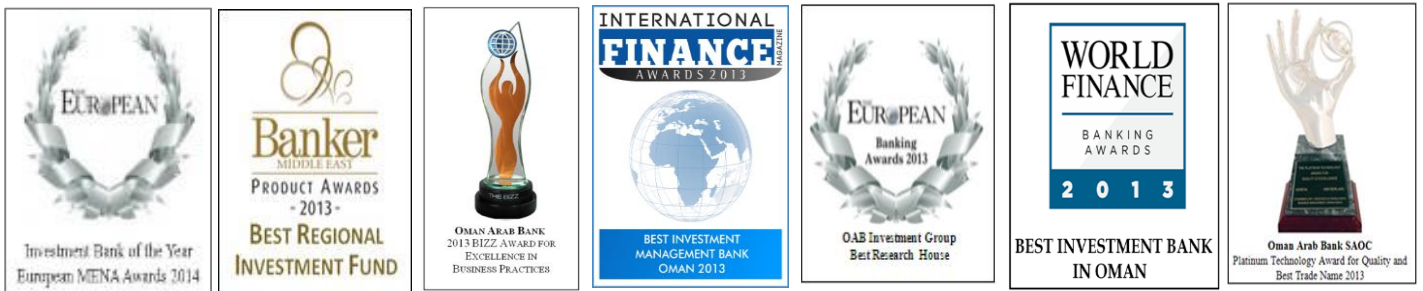 THE EUROPEAN
Investment Bank of the Year
European MENA Awards 2014
Banker
MIDDLE EAST
PRODUCT AWARDS
- 2013 -
BEST REGIONAL
INVESTMENT FUND
THE BIZZ
OMAN ARAB BANK
2013 BIZZ AWARD FOR
EXCELLENCE IN
BUSINESS PRACTICES
INTERNATIONAL
FINANCE
MAGAZINE
AWARDS 2013
BEST INVESTMENT
MANAGEMENT BANK
OMAN 2013
THE EUROPEAN
Banking
Awards 2013
OAB Investment Group
Best Research House
WORLD
FINANCE
BANKING
AWARDS
2013
BEST INVESTMENT BANK
IN OMAN
Oman Arab Bank SAOC
Platinum Technology Award for Quality and
Best Trade Name 2013